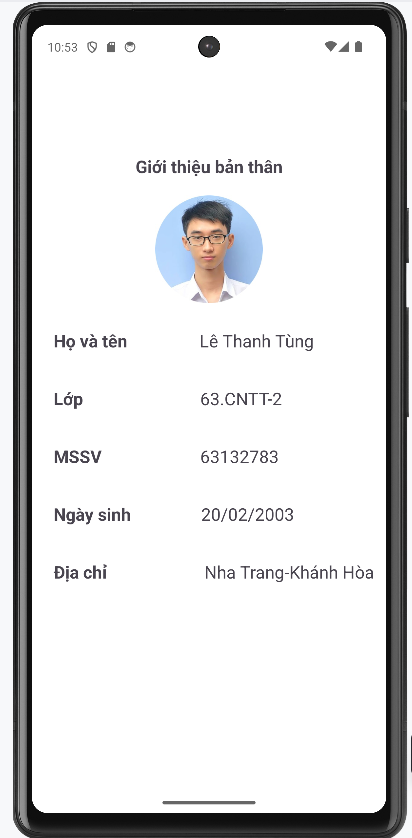 10:53
Giới thiệu bản thân
Họ và tên Lê Thanh Tùng
Lớp 63.CNTT-2
MSSV 63132783
Ngày sinh 20/02/2003
Địa chỉ Nha Trang-Khánh Hòa